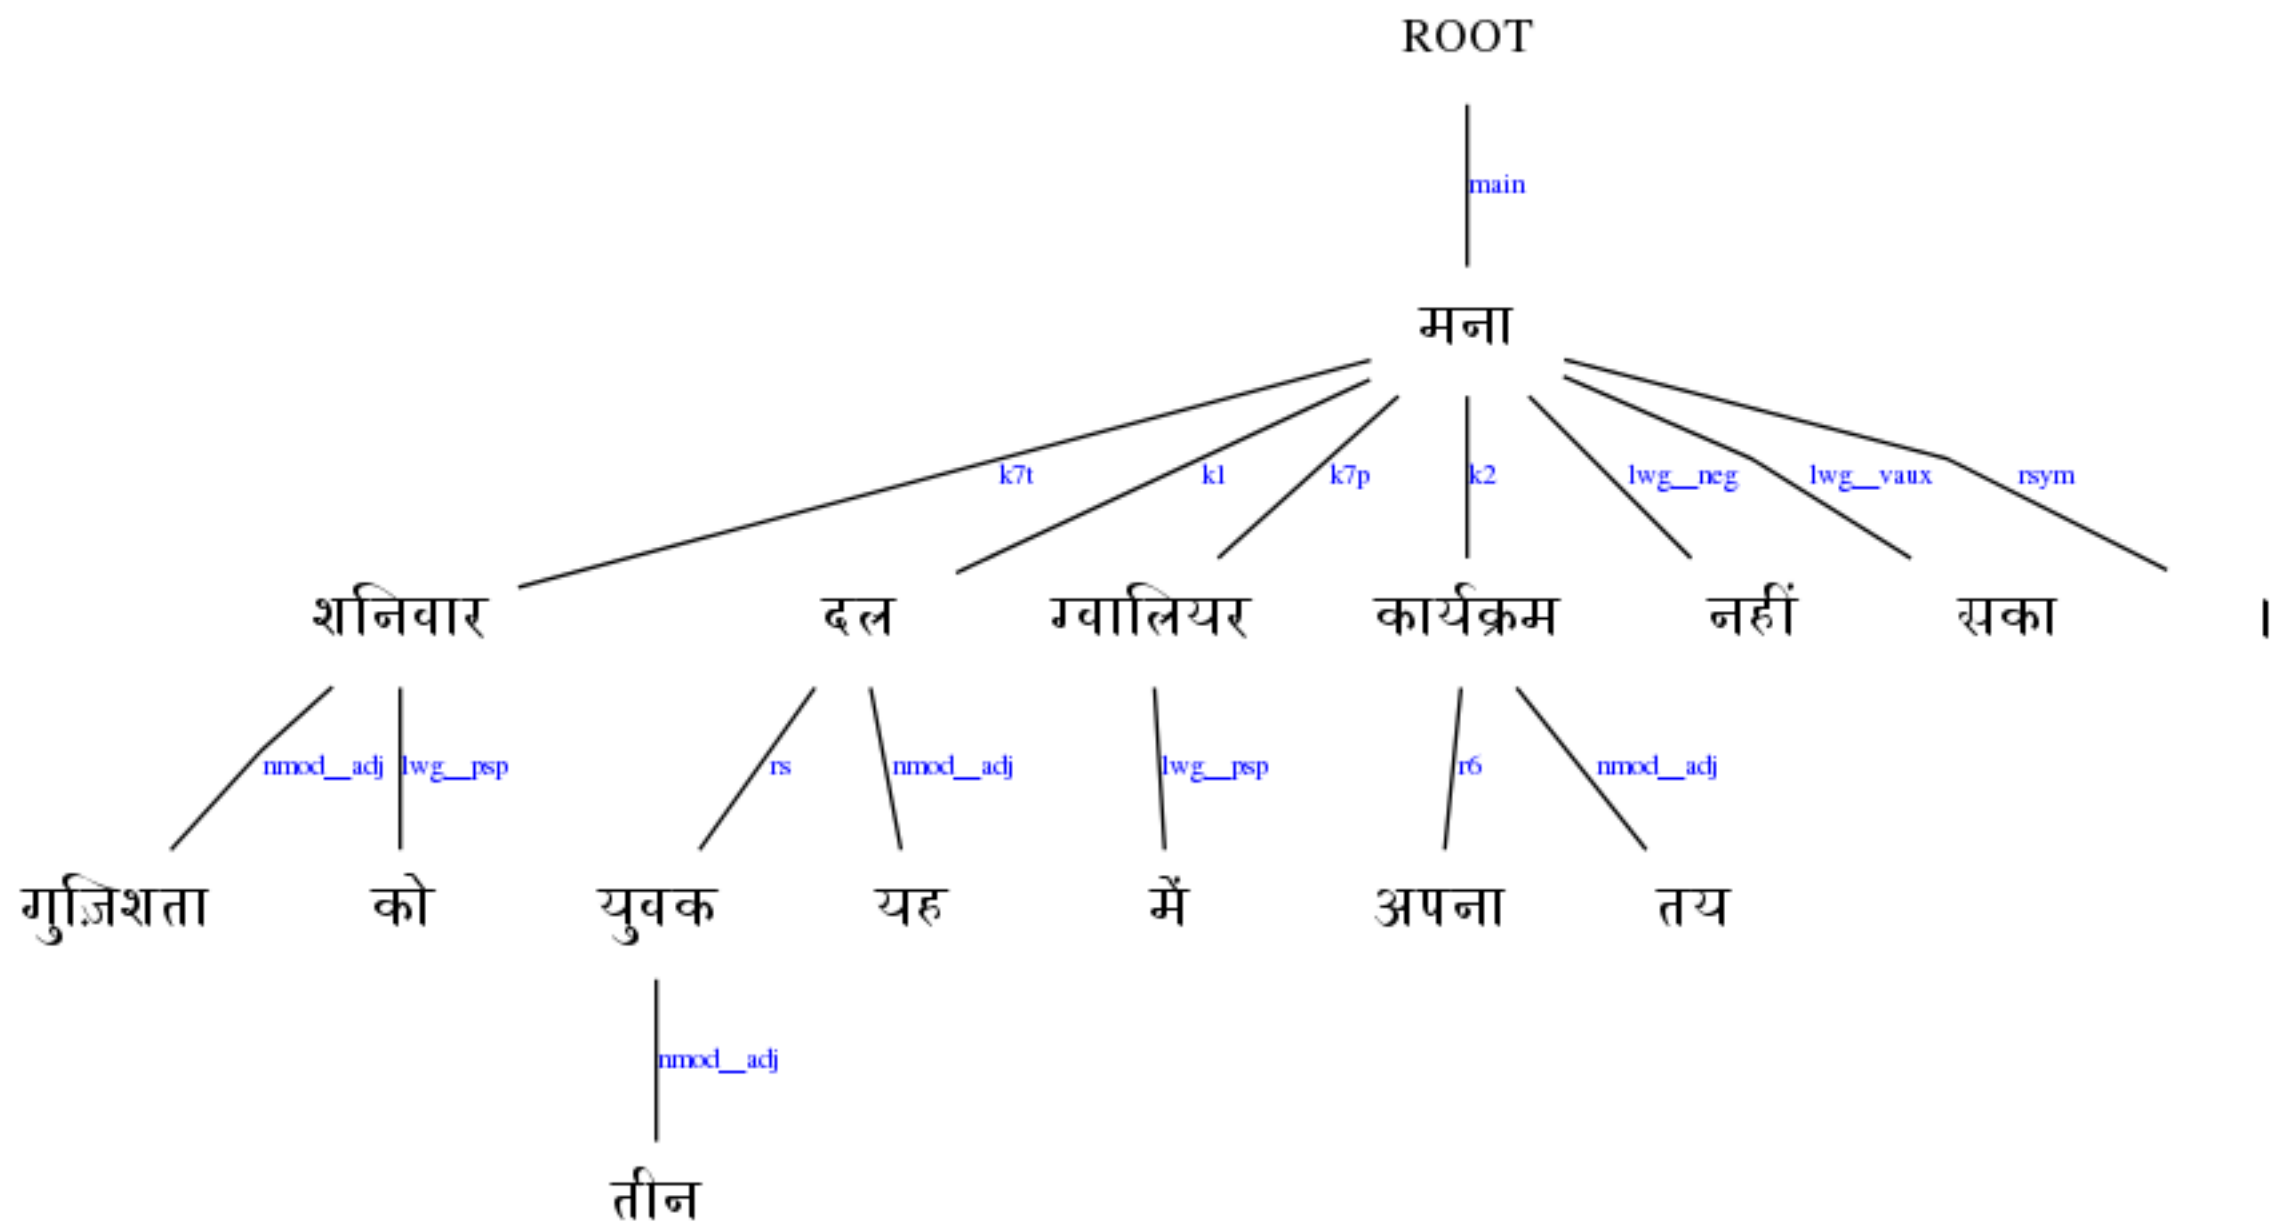 ROOT
main
मना
k7t k1 k7p k2 lwg__neg lwg__vaux rsym
शनिवार दल ग्वालियर कार्यक्रम नहीं सका ।
nmod__adj lwg__psp rs nmod__adj lwg__psp r6 nmod__adj
गुज़िशता को युवक यह में अपना तय
nmod__adj
तीन